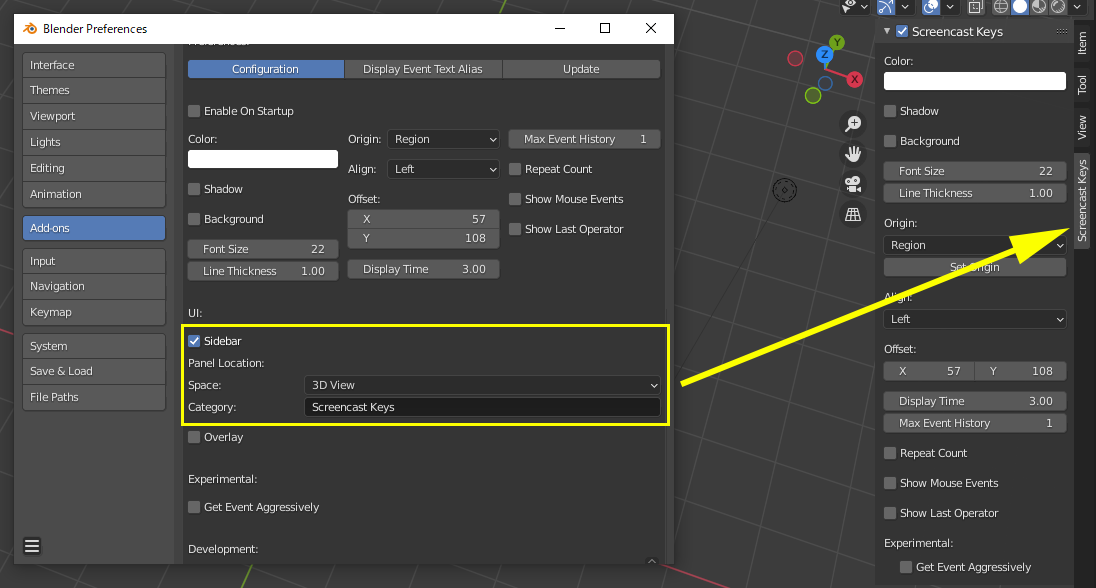 Blender Preferences
Preferences:
Interface
Themes
Viewport
Lights
Editing
Animation
Add-ons
Input
Navigation
Keymap
System
Save & Load
File Paths
Configuration Display Event Text Alias Update
Enable On Startup
Color:
Shadow
Background
Font Size 22
Line Thickness 1.00
Origin: Region
Align: Left
Offset:
X 57
Y 108
Display Time 3.00
Max Event History 1
Repeat Count
Show Mouse Events
Show Last Operator
UI:
Sidebar
Panel Location:
Space: 3D View
Category: Screencast Keys
Overlay
Experimental:
Get Event Aggressively
Development:
Y
Z
X
Screencast Keys
Color:
Shadow
Background
Font Size 22
Line Thickness 1.00
Origin:
Region
Set Origin
Align:
Left
Offset:
X 57 Y 108
Display Time 3.00
Max Event History 1
Repeat Count
Show Mouse Events
Show Last Operator
Experimental:
Get Event Aggressively
Item
Tool
View
Screencast Keys